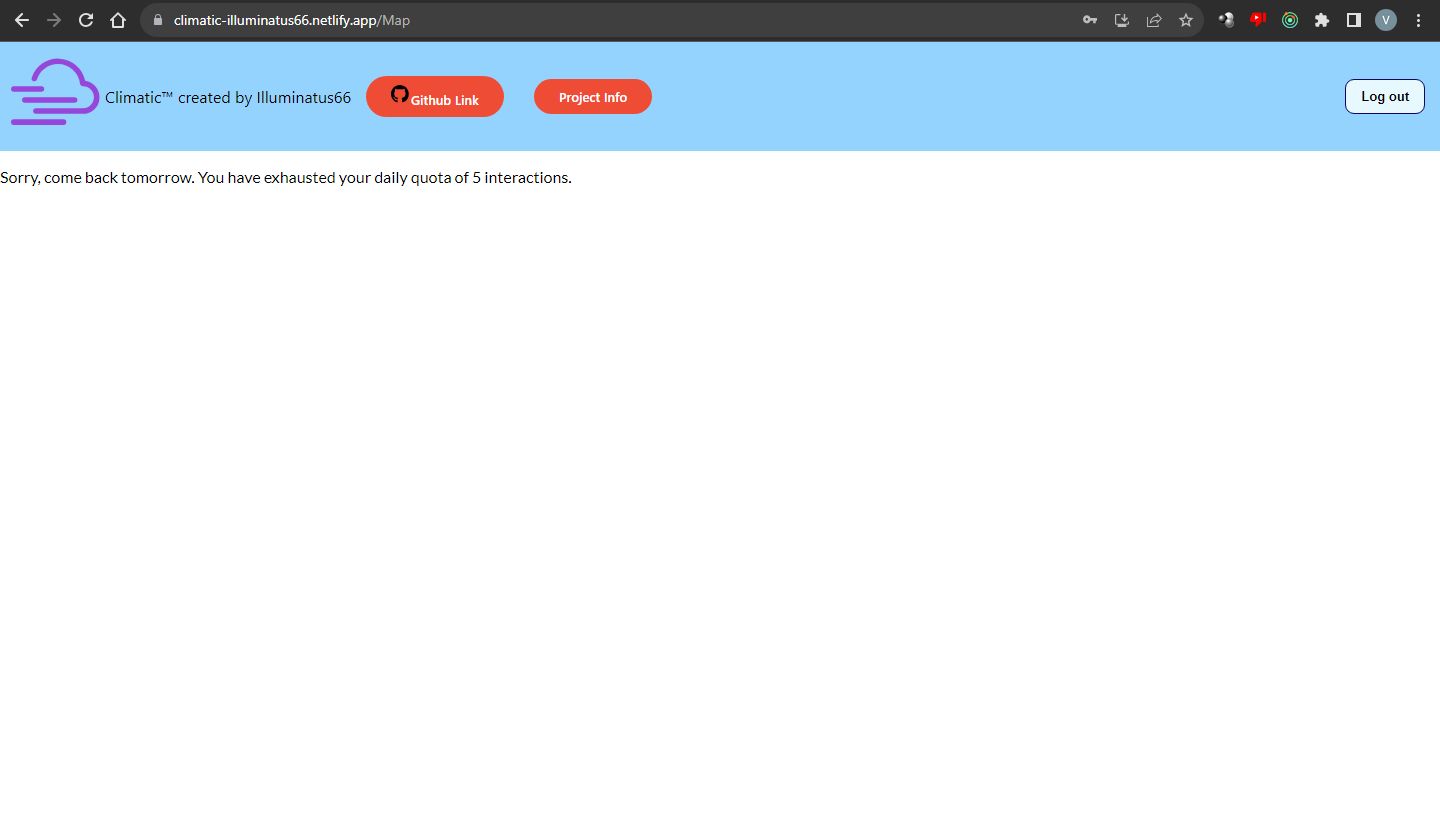 climatic-illuminatus66.netlify.app/Map
V
Climatic™ created by Illuminatus66
Github Link
Project Info
Log out
Sorry, come back tomorrow. You have exhausted your daily quota of 5 interactions.